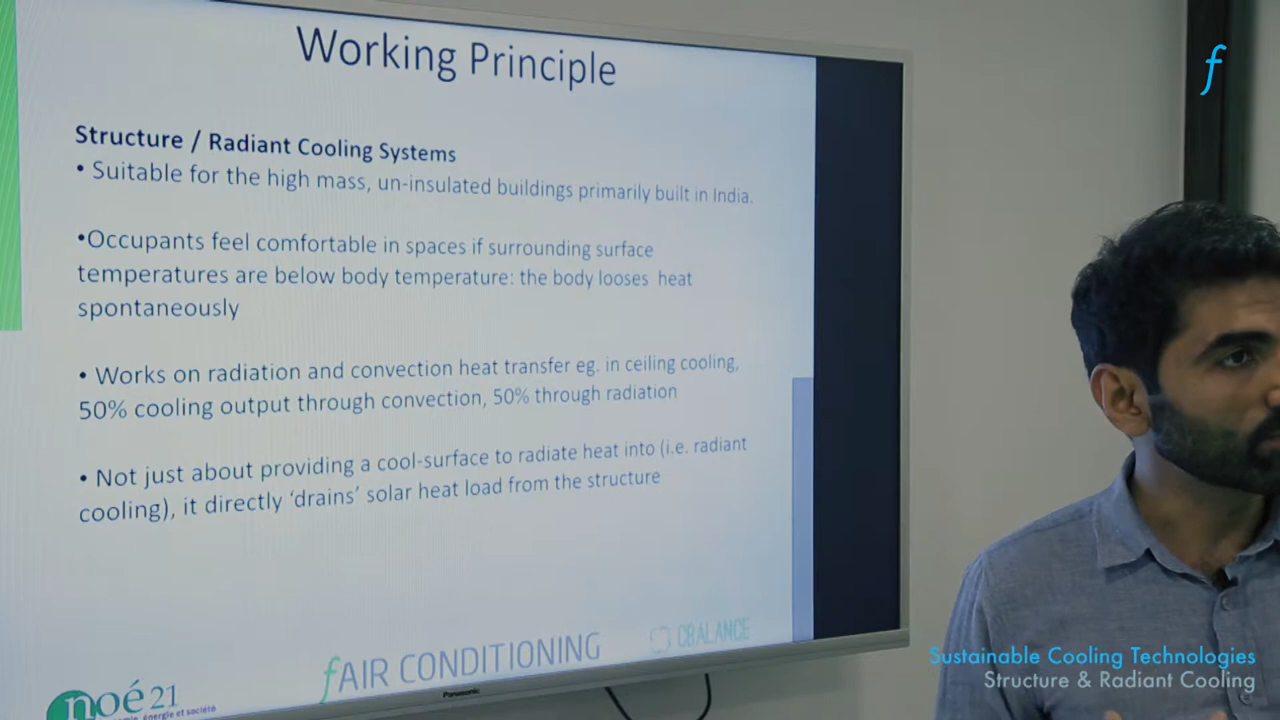 Working Principle
f
Structure / Radiant Cooling Systems
• Suitable for the high mass, un-insulated buildings primarily built in India.
•Occupants feel comfortable in spaces if surrounding surface
temperatures are below body temperature: the body looses heat
spontaneously
• Works on radiation and convection heat transfer eg. in ceiling cooling,
50% cooling output through convection, 50% through radiation
• Not just about providing a cool-surface to radiate heat into (i.e. radiant
cooling), it directly ‘drains’ solar heat load from the structure
fAIR CONDITIONING
CBALANCE
noé21
énergie et société
Panasonic
Sustainable Cooling Technologies
Structure & Radiant Cooling